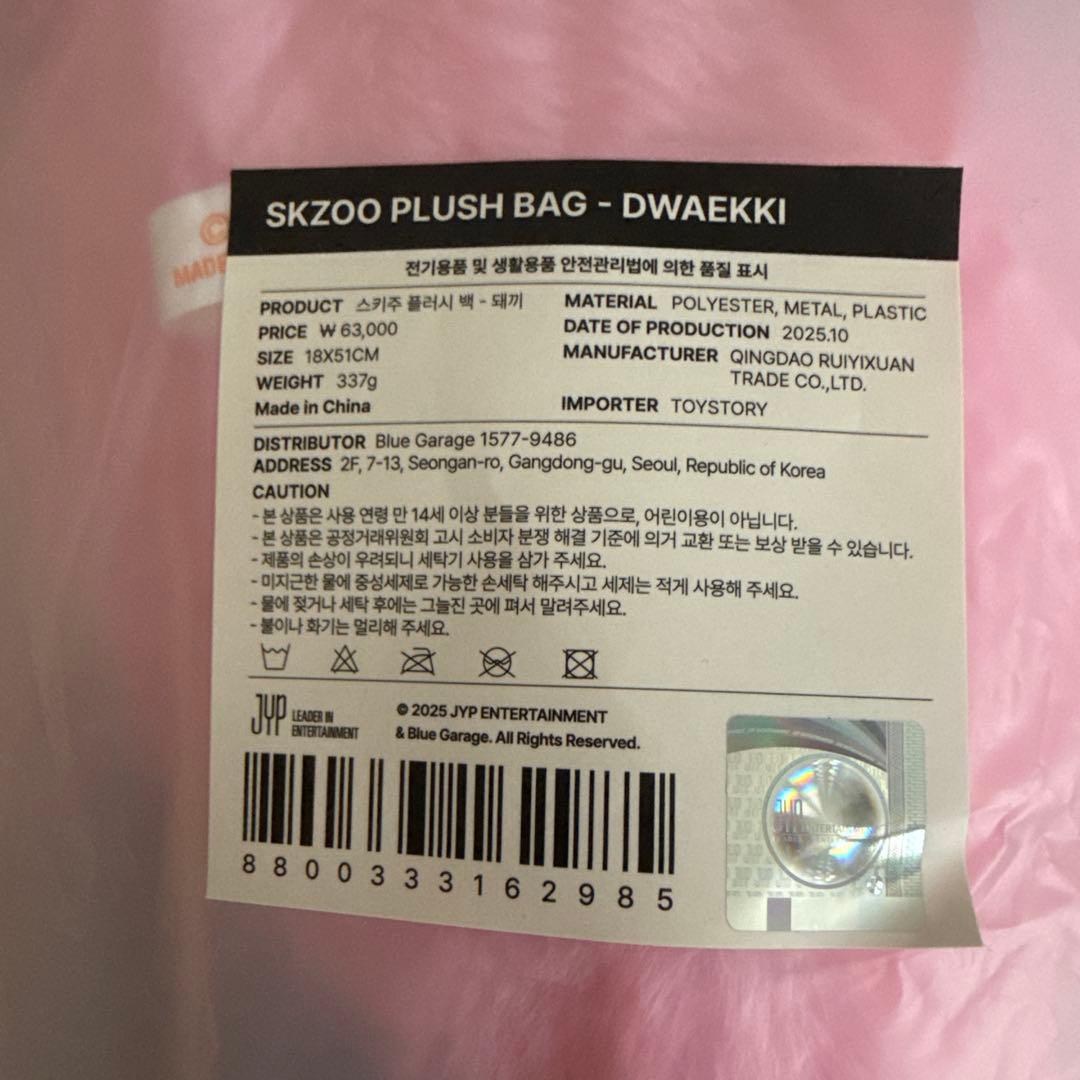 SKZOO PLUSH BAG - DWAEKKI
전기용품 및 생활용품 안전관리법에 의한 품질 표시
PRODUCT 스키주 플러시 백 - 돼끼
PRICE ₩ 63,000
SIZE 18X51CM
WEIGHT 337g
Made in China
MATERIAL POLYESTER, METAL, PLASTIC
DATE OF PRODUCTION 2025.10
MANUFACTURER QINGDAO RUIYIXUAN
TRADE CO.,LTD.
IMPORTER TOYSTORY
DISTRIBUTOR Blue Garage 1577-9486
ADDRESS 2F, 7-13, Seongan-ro, Gangdong-gu, Seoul, Republic of Korea
CAUTION
- 본 상품은 사용 연령 만 14세 이상 분들을 위한 상품으로, 어린이용이 아닙니다.
- 본 상품은 공정거래위원회 고시 소비자 분쟁 해결 기준에 의거 교환 또는 보상 받을 수 있습니다.
- 제품의 손상이 우려되니 세탁기 사용을 삼가 주세요.
- 미지근한 물에 중성세제로 가능한 손세탁 해주시고 세제는 적게 사용해 주세요.
- 물에 젖거나 세탁 후에는 그늘진 곳에 펴서 말려주세요.
- 불이나 화기는 멀리해 주세요.
JYP LEADER IN
ENTERTAINMENT
© 2025 JYP ENTERTAINMENT
& Blue Garage. All Rights Reserved.
8800333162985
©
MADE
JYP